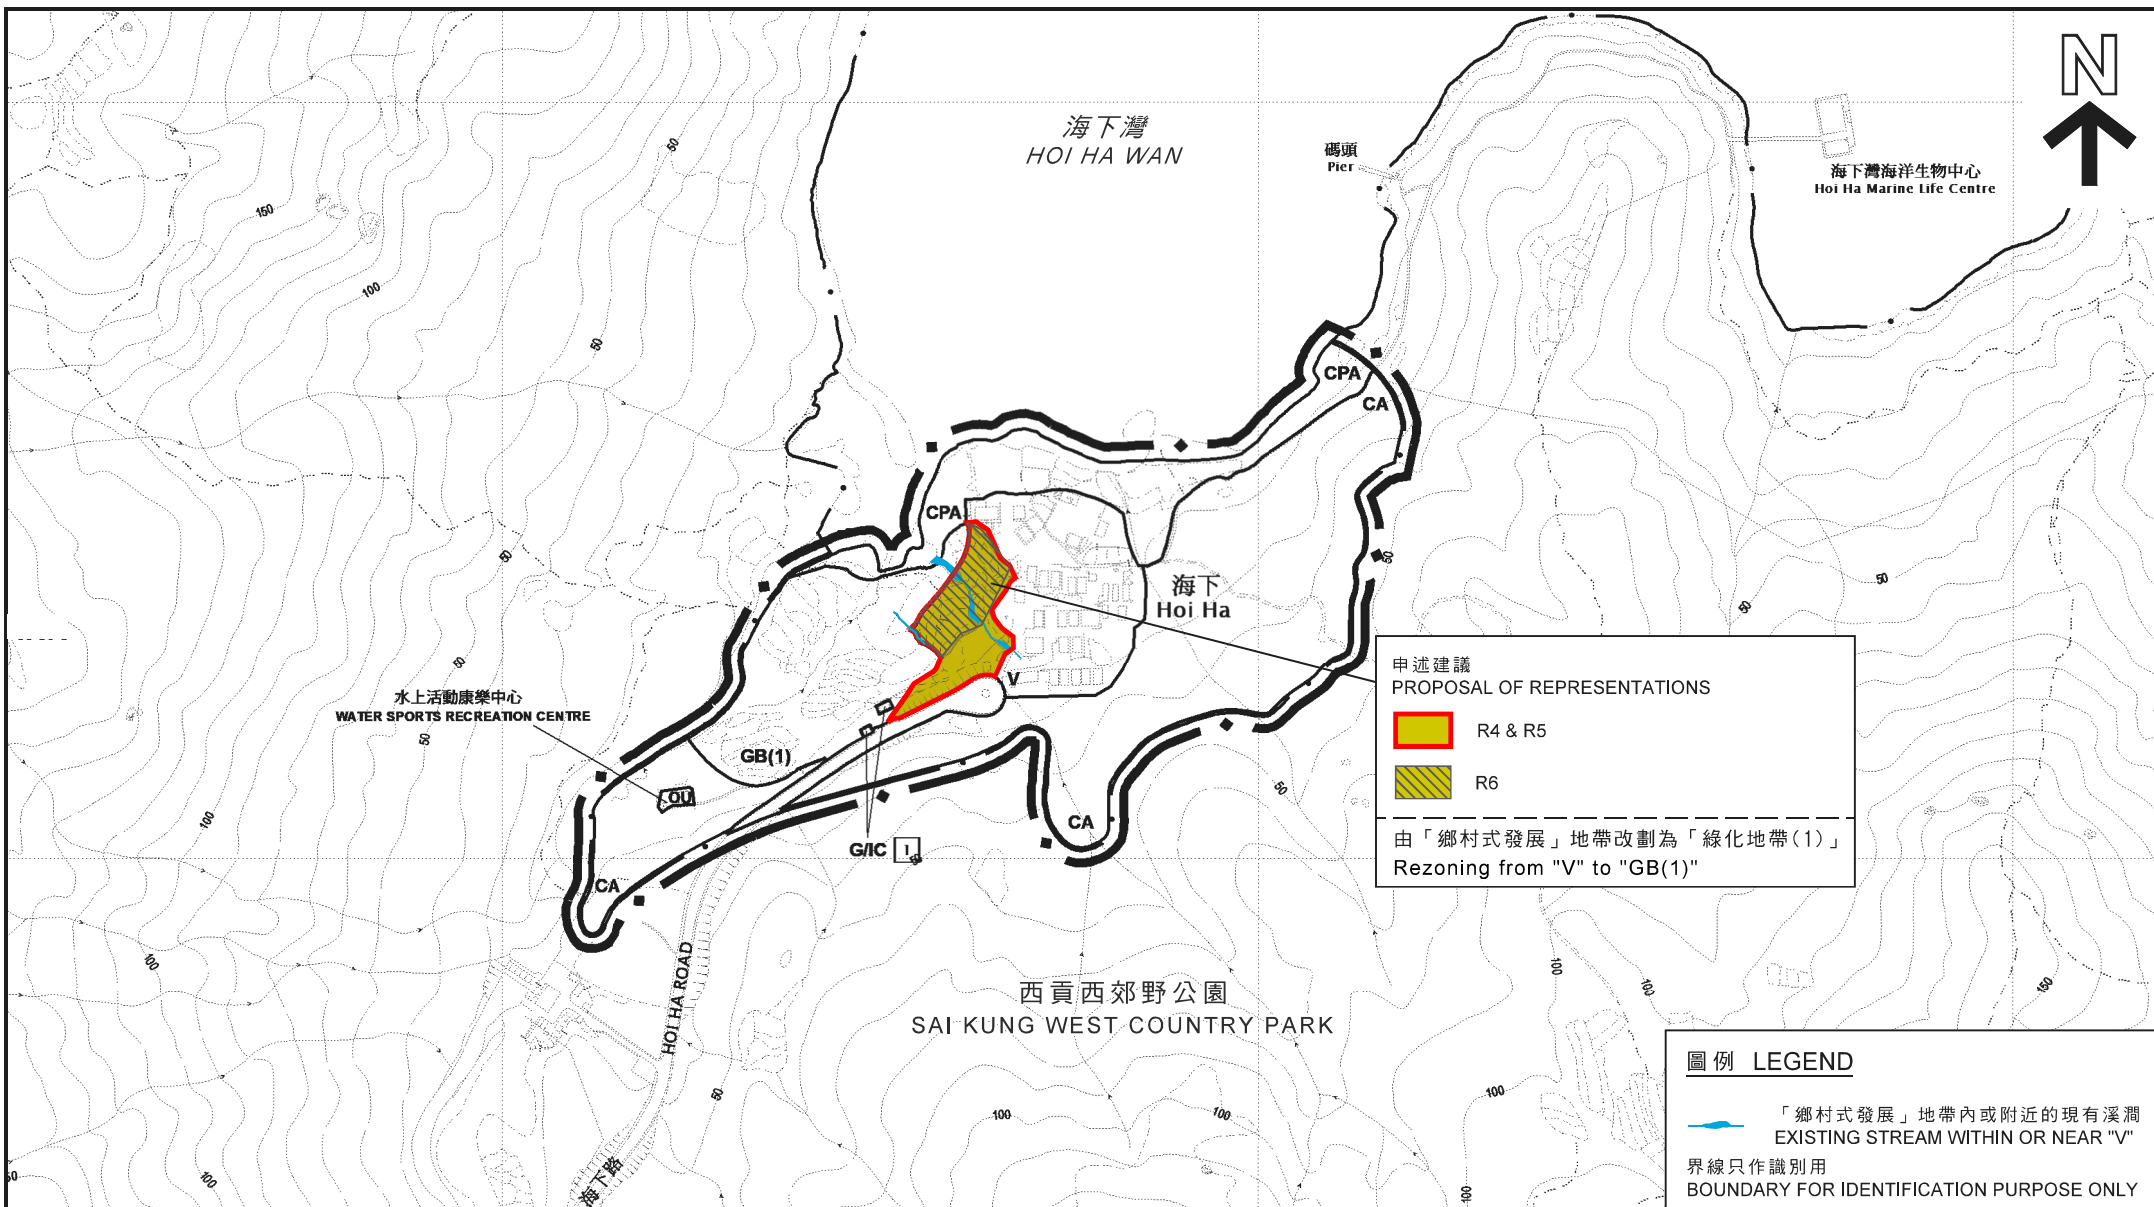 N
海下灣
HOI HA WAN
碼頭
Pier
海下灣海洋生物中心
Hoi Ha Marine Life Centre
50
150
100
50
50
CPA
CA
CPA
50
50
50
50
海下
Hoi Ha
50
申述建議
PROPOSAL OF REPRESENTATIONS
R4 & R5
R6
由「鄉村式發展」地帶改劃為「綠化地帶(1)」
Rezoning from "V" to "GB(1)"
水上活動康樂中心
WATER SPORTS RECREATION CENTRE
50
V
GB(1)
OU
50
100
CA
G/IC 1
50
CA
HOI HA ROAD
海下路
西貢西郊野公園
SAI KUNG WEST COUNTRY PARK
100
100
100
150
50
100
100
100
100
100
50
圖例 LEGEND
「鄉村式發展」地帶內或附近的現有溪澗
EXISTING STREAM WITHIN OR NEAR "V"
界線只作識別用
BOUNDARY FOR IDENTIFICATION PURPOSE ONLY